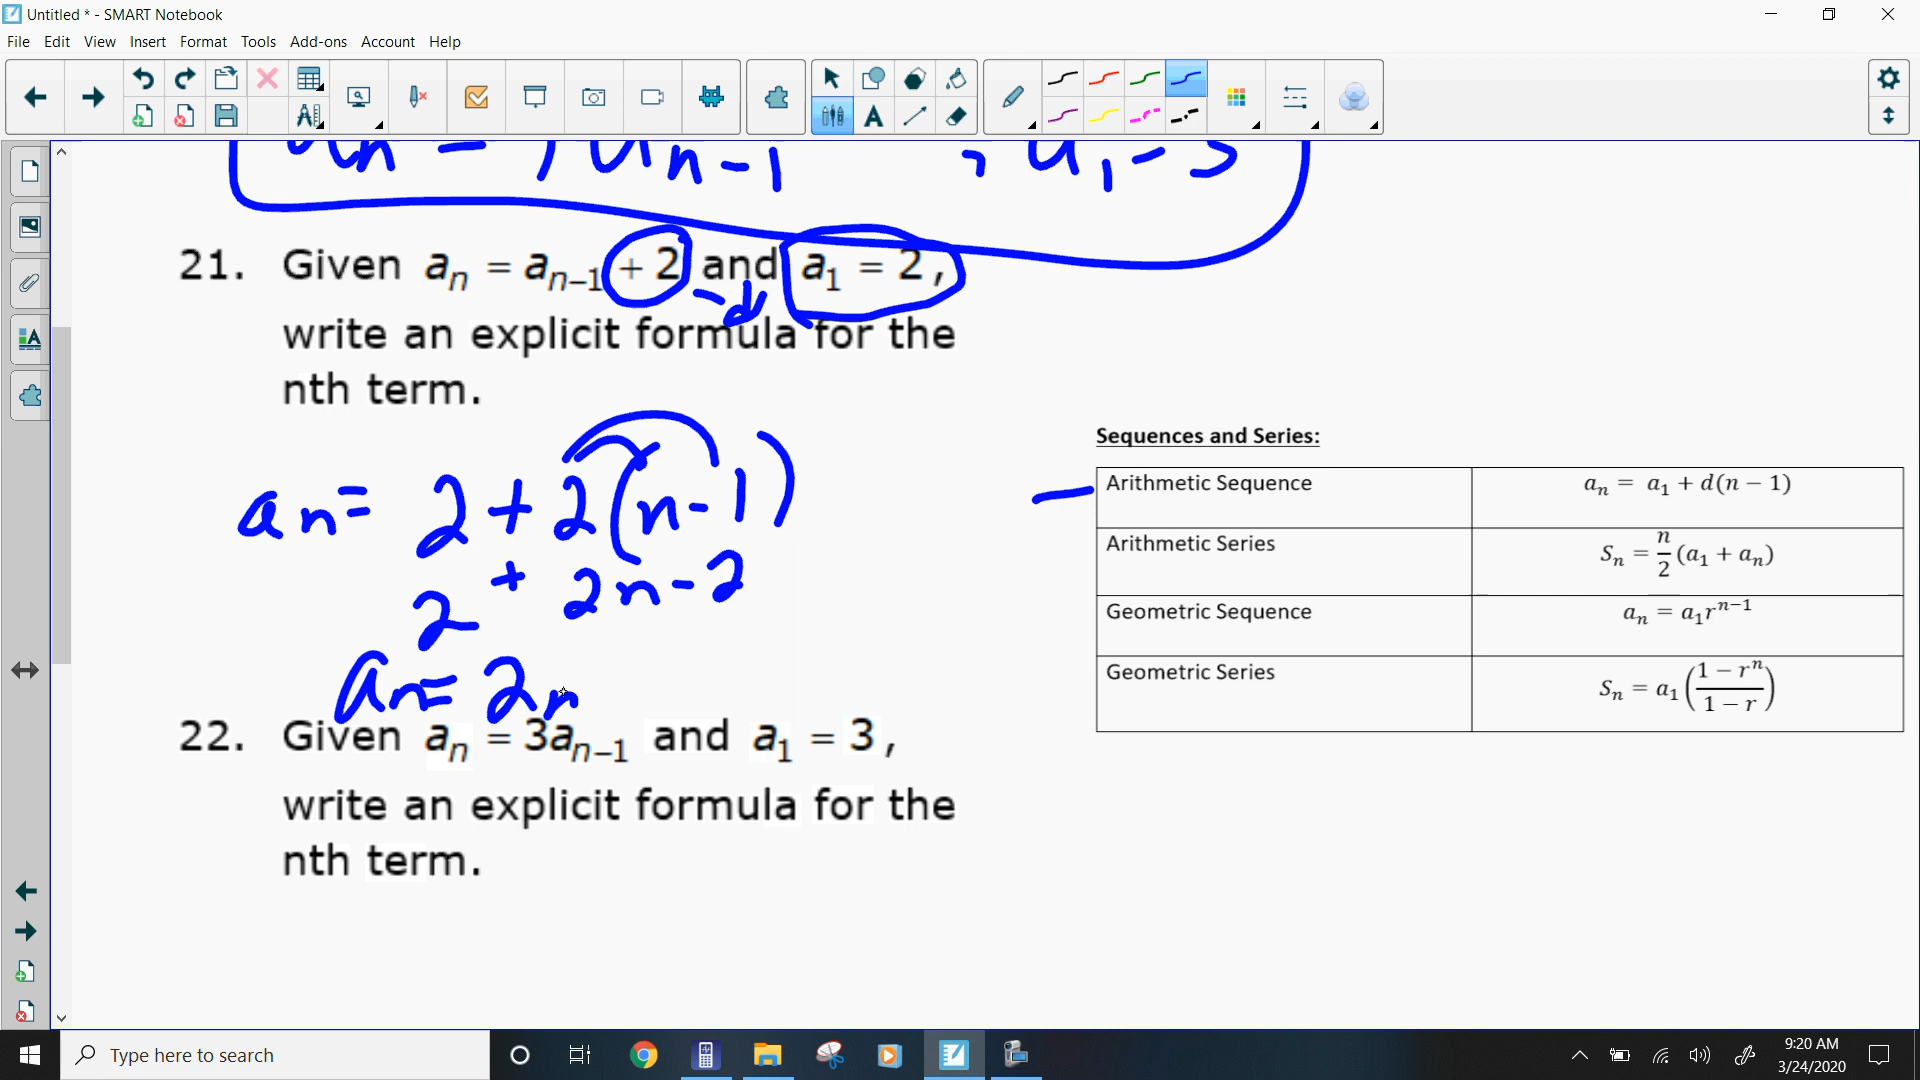 Untitled * - SMART Notebook
File Edit View Insert Format Tools Add-ons Account Help
21. Given aₙ = aₙ₋₁ + 2 and a₁ = 2,
d
write an explicit formula for the
nth term.
an = 2 + 2(n-1)
2 + 2n - 2
an = 2n
22. Given aₙ = 3aₙ₋₁ and a₁ = 3,
write an explicit formula for the
nth term.
Sequences and Series:
Arithmetic Sequence aₙ = a₁ + d(n − 1)
Arithmetic Series Sₙ = n/2 (a₁ + aₙ)
Geometric Sequence aₙ = a₁rⁿ⁻¹
Geometric Series Sₙ = a₁((1 − rⁿ)/(1 − r))
Type here to search
9:20 AM
3/24/2020